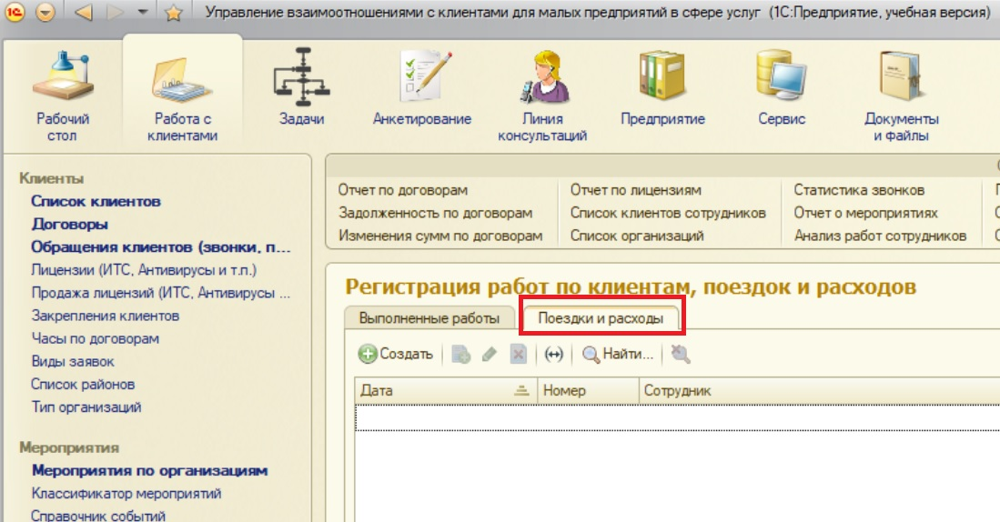 1С Управление взаимоотношениями с клиентами для малых предприятий в сфере услуг (1С:Предприятие, учебная версия)
Рабочий стол
Работа с клиентами
Задачи
Анкетирование
Линия консультаций
Предприятие
Сервис
Документы и файлы
Клиенты
Список клиентов
Договоры
Обращения клиентов (звонки, п...
Лицензии (ИТС, Антивирусы и т.п.)
Продажа лицензий (ИТС, Антивирусы ...
Закрепления клиентов
Часы по договорам
Виды заявок
Список районов
Тип организаций
Мероприятия
Мероприятия по организациям
Классификатор мероприятий
Справочник событий
Отчет по договорам
Отчет по лицензиям
Статистика звонков
Задолженность по договорам
Список клиентов сотрудников
Отчет о мероприятиях
Изменения сумм по договорам
Список организаций
Анализ работ сотрудников
Регистрация работ по клиентам, поездок и расходов
Выполненные работы
Поездки и расходы
Создать
Найти...
Дата
Номер
Сотрудник